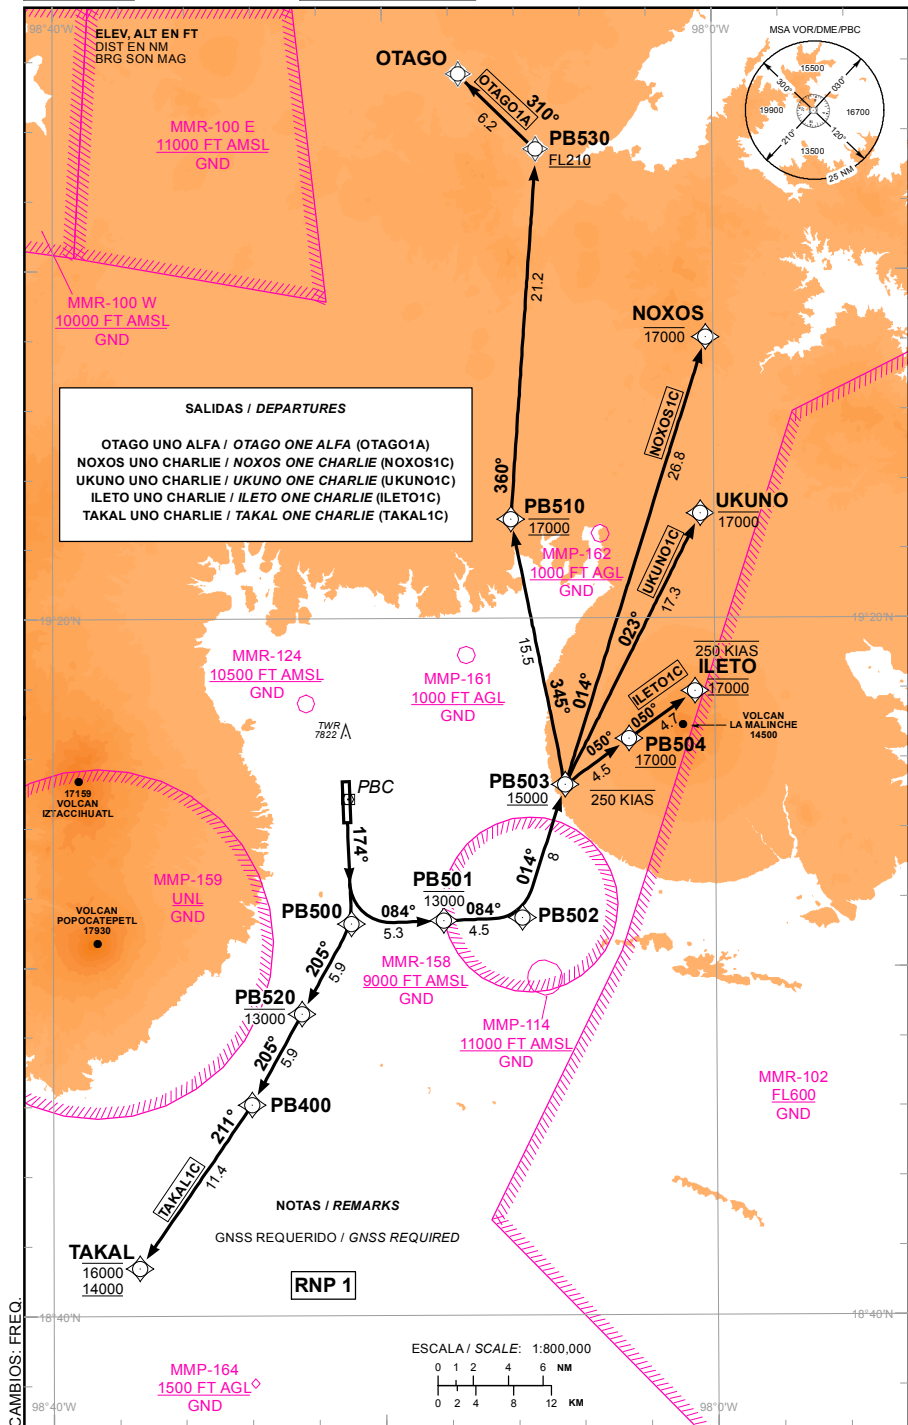 98°40'W
98°0'W
ELEV, ALT EN FT
DIST EN NM
BRG SON MAG
MSA VOR/DME/PBC
15500
300°
030°
19900
16700
210°
120°
13500
25 NM
OTAGO
OTAGO1A
310°
6.2
PB530
FL210
MMR-100 E
11000 FT AMSL
GND
21.2
MMR-100 W
10000 FT AMSL
GND
NOXOS
17000
SALIDAS / DEPARTURES
OTAGO UNO ALFA / OTAGO ONE ALFA (OTAGO1A)
NOXOS UNO CHARLIE / NOXOS ONE CHARLIE (NOXOS1C)
UKUNO UNO CHARLIE / UKUNO ONE CHARLIE (UKUNO1C)
ILETO UNO CHARLIE / ILETO ONE CHARLIE (ILETO1C)
TAKAL UNO CHARLIE / TAKAL ONE CHARLIE (TAKAL1C)
NOXOS1C
26.8
360°
PB510
17000
UKUNO
17000
MMP-162
1000 FT AGL
GND
UKUNO1C
17.3
023°
19°20'N
19°20'N
15.5
345°
014°
MMR-124
10500 FT AMSL
GND
MMP-161
1000 FT AGL
GND
250 KIAS
ILETO
17000
ILETO1C
050°
4.7
VOLCAN
LA MALINCHE
14500
TWR
7822
050°
4.5
PB504
17000
PB503
15000
250 KIAS
PBC
17159
VOLCAN
IZTACCIHUATL
174°
014°
8
MMP-159
UNL
GND
PB501
13000
VOLCAN
POPOCATEPETL
17930
PB500
084°
5.3
084°
4.5
PB502
205°
5.9
MMR-158
9000 FT AMSL
GND
PB520
13000
MMP-114
11000 FT AMSL
GND
205°
5.9
MMR-102
FL600
GND
PB400
211°
11.4
TAKAL1C
NOTAS / REMARKS
GNSS REQUERIDO / GNSS REQUIRED
RNP 1
TAKAL
16000
14000
18°40'N
18°40'N
CAMBIOS: FREQ.
ESCALA / SCALE: 1:800,000
0 1 2 4 6 NM
0 2 4 8 12 KM
MMP-164
1500 FT AGL
GND
98°40'W
98°0'W